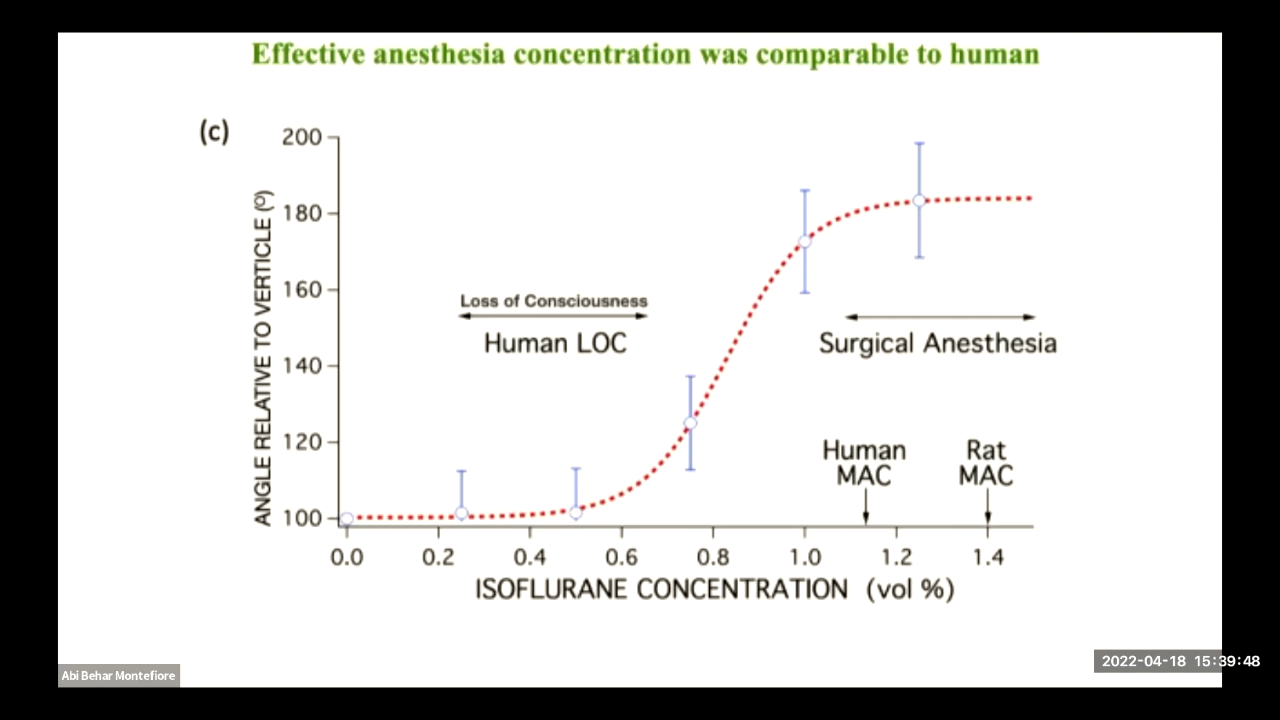 Effective anesthesia concentration was comparable to human
(c)
ANGLE RELATIVE TO VERTICLE (º)
200
180
160
140
120
100
Loss of Consciousness
Human LOC
Surgical Anesthesia
Human
MAC
Rat
MAC
0.0 0.2 0.4 0.6 0.8 1.0 1.2 1.4
ISOFLURANE CONCENTRATION (vol %)
Abi Behar Montefiore
2022-04-18 15:39:48